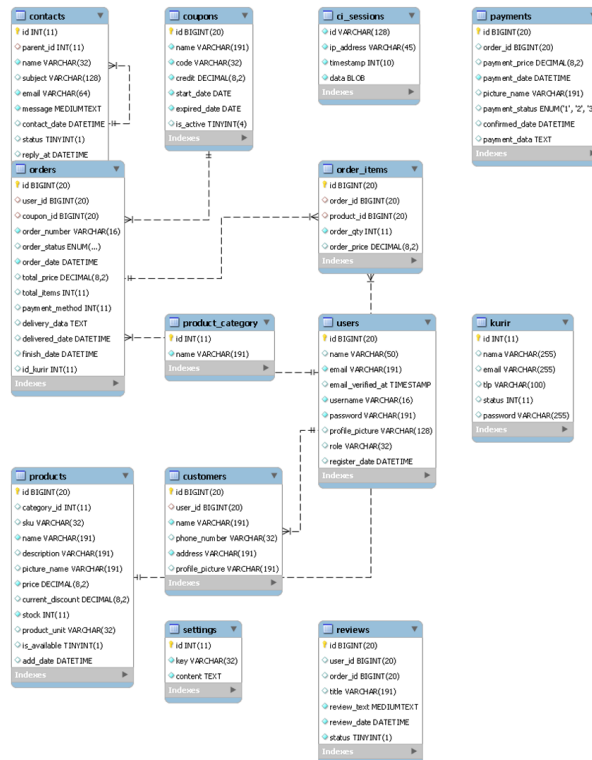 contacts
id INT(11)
parent_id INT(11)
name VARCHAR(32)
subject VARCHAR(128)
email VARCHAR(64)
message MEDIUMTEXT
contact_date DATETIME
status TINYINT(1)
reply_at DATETIME
coupons
id BIGINT(20)
name VARCHAR(191)
code VARCHAR(32)
credit DECIMAL(8,2)
start_date DATE
expired_date DATE
is_active TINYINT(4)
Indexes
ci_sessions
id VARCHAR(128)
ip_address VARCHAR(45)
timestamp INT(10)
data BLOB
Indexes
payments
id BIGINT(20)
order_id BIGINT(20)
payment_price DECIMAL(8,2)
payment_date DATETIME
picture_name VARCHAR(191)
payment_status ENUM('1', '2', '3
confirmed_date DATETIME
payment_data TEXT
Indexes
orders
id BIGINT(20)
user_id BIGINT(20)
coupon_id BIGINT(20)
order_number VARCHAR(16)
order_status ENUM(...)
order_date DATETIME
total_price DECIMAL(8,2)
total_items INT(11)
payment_method INT(11)
delivery_data TEXT
delivered_date DATETIME
finish_date DATETIME
id_kurir INT(11)
Indexes
order_items
id BIGINT(20)
order_id BIGINT(20)
product_id BIGINT(20)
order_qty INT(11)
order_price DECIMAL(8,2)
Indexes
product_category
id INT(11)
name VARCHAR(191)
Indexes
users
id BIGINT(20)
name VARCHAR(50)
email VARCHAR(191)
email_verified_at TIMESTAMP
username VARCHAR(16)
password VARCHAR(191)
profile_picture VARCHAR(128)
role VARCHAR(32)
register_date DATETIME
Indexes
kurir
id INT(11)
nama VARCHAR(255)
email VARCHAR(255)
tlp VARCHAR(100)
status INT(11)
password VARCHAR(255)
Indexes
products
id BIGINT(20)
category_id INT(11)
sku VARCHAR(32)
name VARCHAR(191)
description VARCHAR(191)
picture_name VARCHAR(191)
price DECIMAL(8,2)
current_discount DECIMAL(8,2)
stock INT(11)
product_unit VARCHAR(32)
is_available TINYINT(1)
add_date DATETIME
Indexes
customers
id BIGINT(20)
user_id BIGINT(20)
name VARCHAR(191)
phone_number VARCHAR(32)
address VARCHAR(191)
profile_picture VARCHAR(191)
Indexes
settings
id INT(11)
key VARCHAR(32)
content TEXT
Indexes
reviews
id BIGINT(20)
user_id BIGINT(20)
order_id BIGINT(20)
title VARCHAR(191)
review_text MEDIUMTEXT
review_date DATETIME
status TINYINT(1)
Indexes